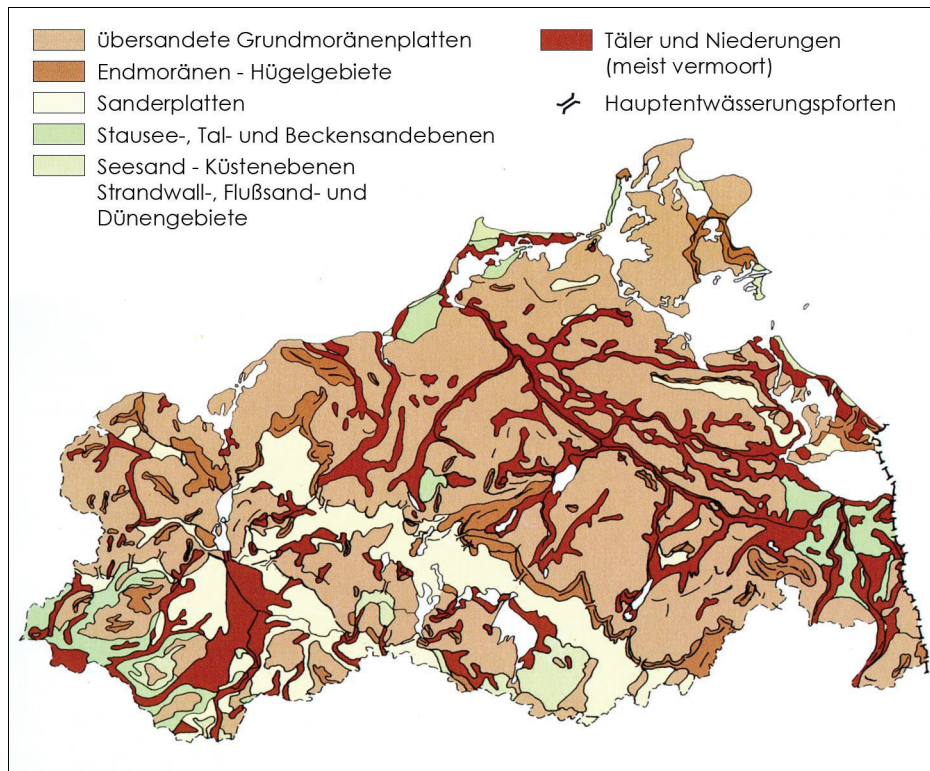 übersandete Grundmoränenplatten
Endmoränen - Hügelgebiete
Sanderplatten
Stausee-, Tal- und Beckensandebenen
Seesand - Küstenebenen
Strandwall-, Flußsand- und
Dünengebiete
Täler und Niederungen
(meist vermoort)
Hauptentwässerungspforten